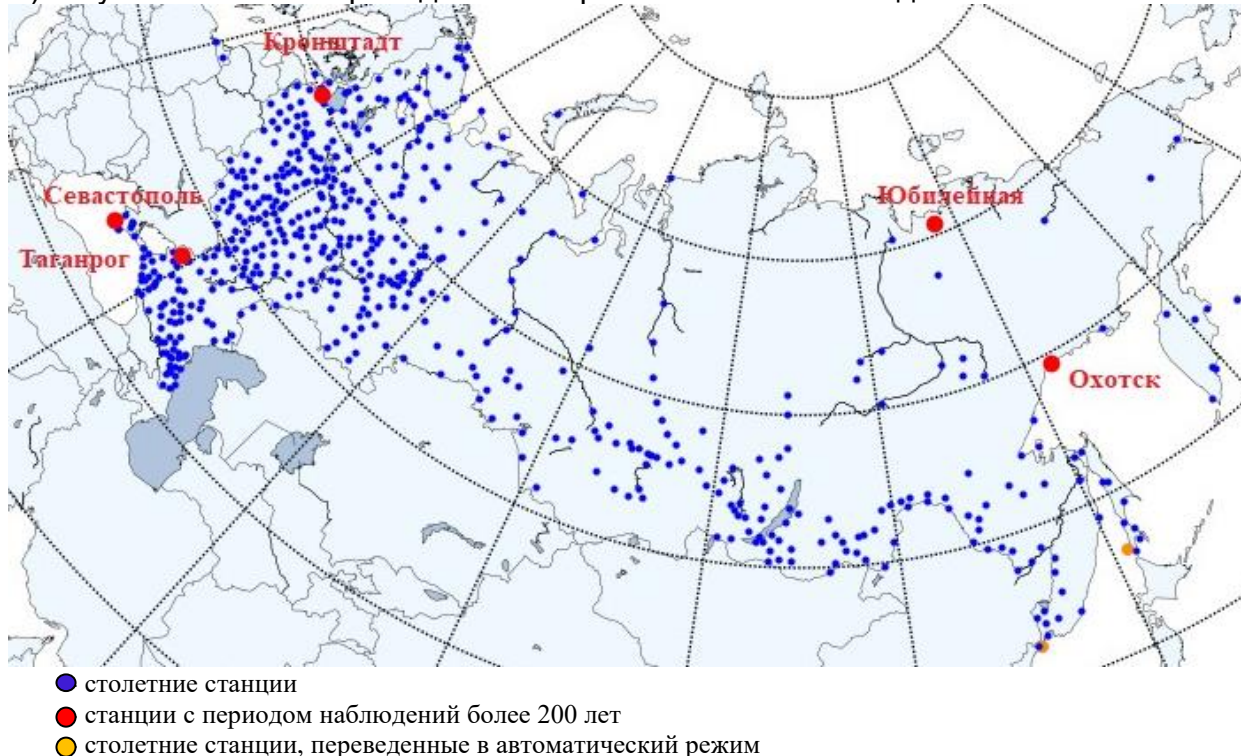 Кронштадт
Севастополь
Юбилейная
Таганрог
Охотск
столетние станции
станции с периодом наблюдений более 200 лет
столетние станции, переведенные в автоматический режим